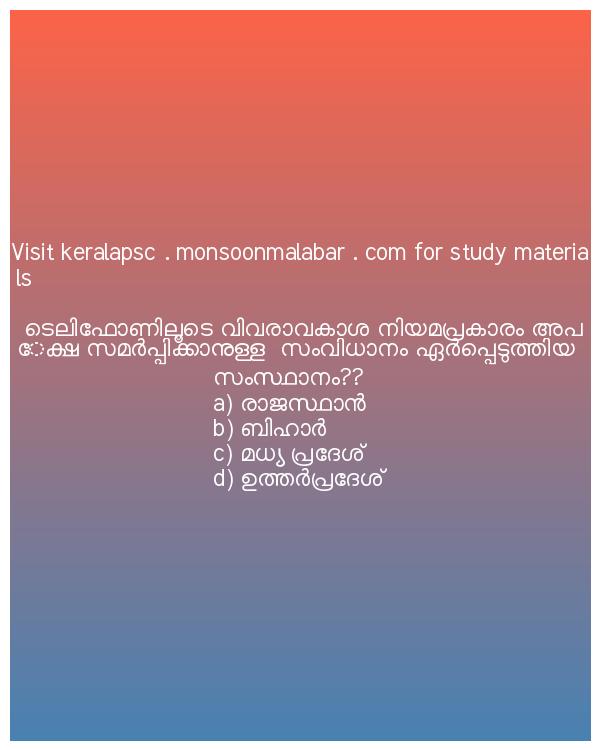 Visit keralapsc . monsoonmalabar . com for study materia
ls
ടെലിഫോണിലൂടെ വിവരാവകാശ നിയമപ്രകാരം അപ
േക്ഷ സമർപ്പിക്കാനുള്ള  സംവിധാനം ഏർപ്പെടുത്തിയ
സംസ്ഥാനം??
a) രാജസ്ഥാൻ
b) ബിഹാർ
c) മധ്യ പ്രദേശ്
d) ഉത്തർപ്രദേശ്